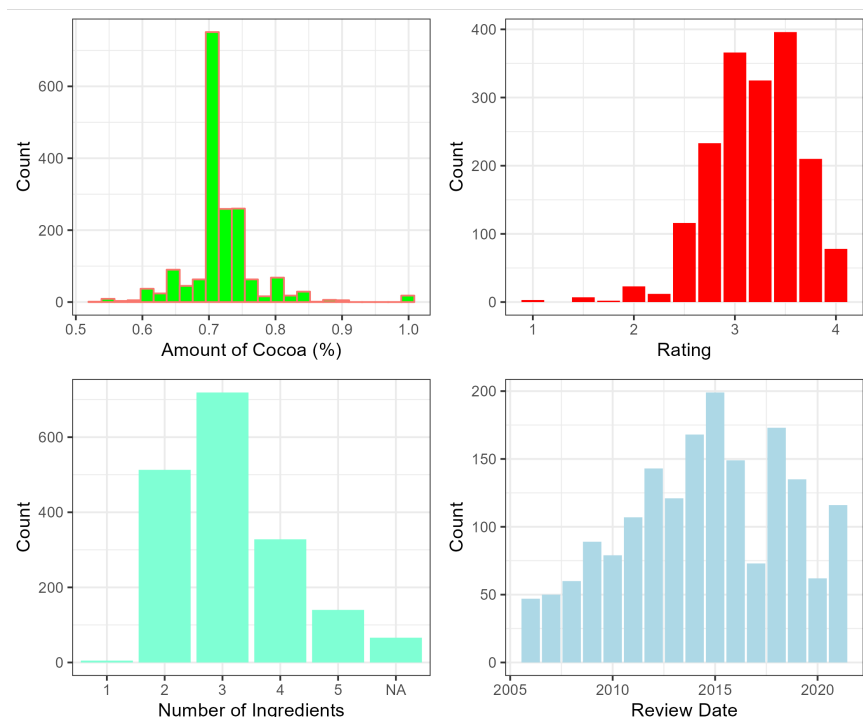 Count
600
400
200
0
0.5 0.6 0.7 0.8 0.9 1.0
Amount of Cocoa (%)
Count
400
300
200
100
0
1 2 3 4
Rating
Count
600
400
200
0
1 2 3 4 5 NA
Number of Ingredients
Count
200
150
100
50
0
2005 2010 2015 2020
Review Date